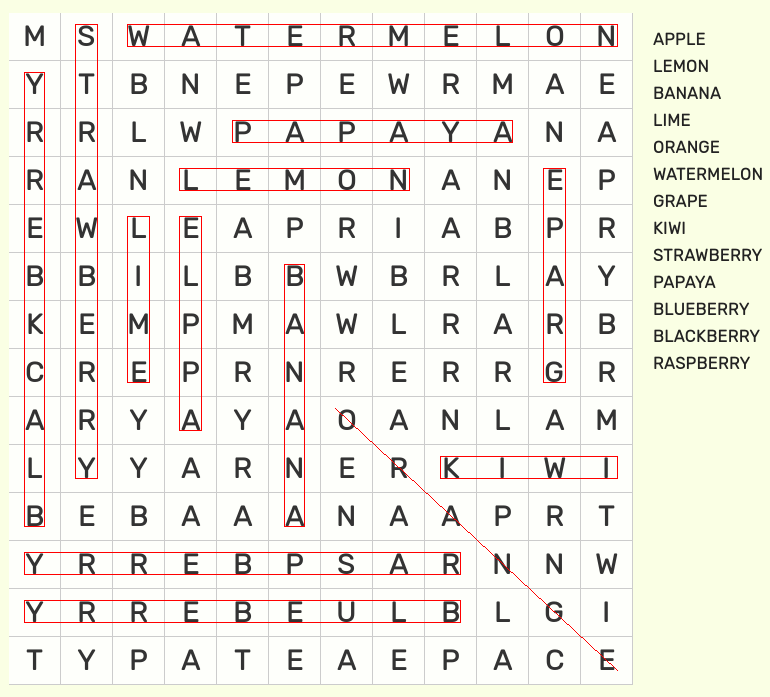 M S W A T E R M E L O N
Y T B N E P E W R M A E
R R L W P A P A Y A N A
R A N L E M O N A N E P
E W L E A P R I A B P R
B B I L B B W B R L A Y
K E M P M A W L R A R B
C R E P R N R E R R G R
A R Y A Y A O A N L A M
L Y Y A R N E R K I W I
B E B A A A N A A P R T
Y R R E B P S A R N N W
Y R R E B E U L B L G I
T Y P A T E A E P A C E
APPLE
LEMON
BANANA
LIME
ORANGE
WATERMELON
GRAPE
KIWI
STRAWBERRY
PAPAYA
BLUEBERRY
BLACKBERRY
RASPBERRY